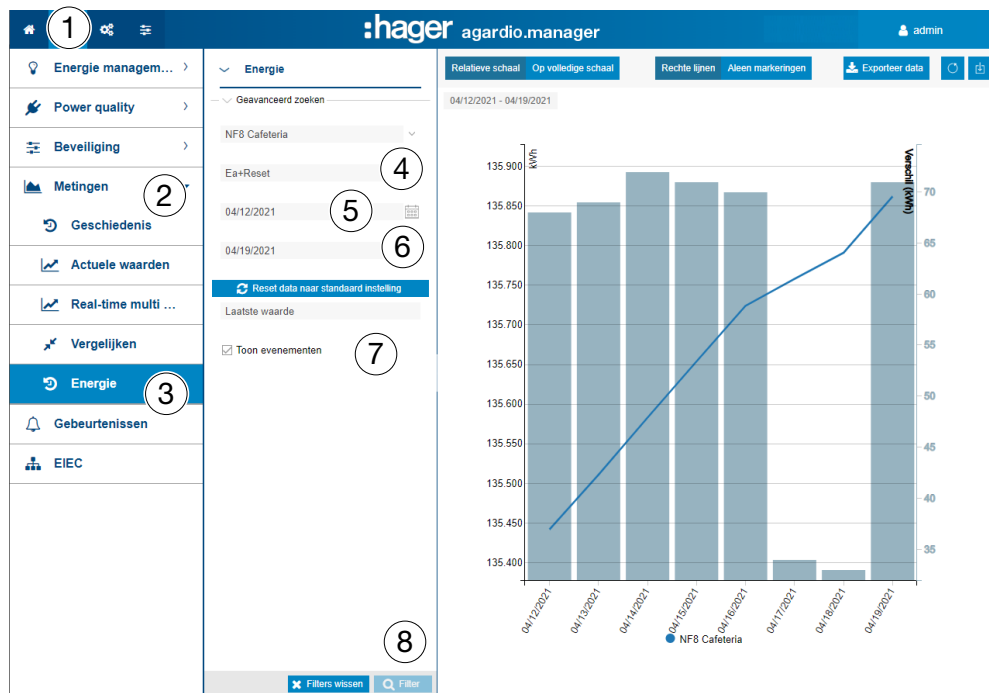 1
:hager agardio.manager
admin
Energie managem...
Power quality
Beveiliging
Metingen
2
Geschiedenis
Actuele waarden
Real-time multi ...
Vergelijken
Energie
3
Gebeurtenissen
EIEC
Energie
Geavanceerd zoeken
NF8 Cafeteria
Ea+Reset
4
04/12/2021
5
04/19/2021
6
Reset data naar standaard instelling
Laatste waarde
Toon evenementen
7
8
Filters wissen
Filter
Relatieve schaal
Op volledige schaal
Rechte lijnen
Aleen markeringen
Exporteer data
04/12/2021 - 04/19/2021
kWh
135.900
135.850
135.800
135.750
135.700
135.650
135.600
135.550
135.500
135.450
135.400
Verschil (kWh)
70
65
60
55
50
45
40
35
04/12/2021
04/13/2021
04/14/2021
04/15/2021
04/16/2021
04/17/2021
04/18/2021
04/19/2021
NF8 Cafeteria